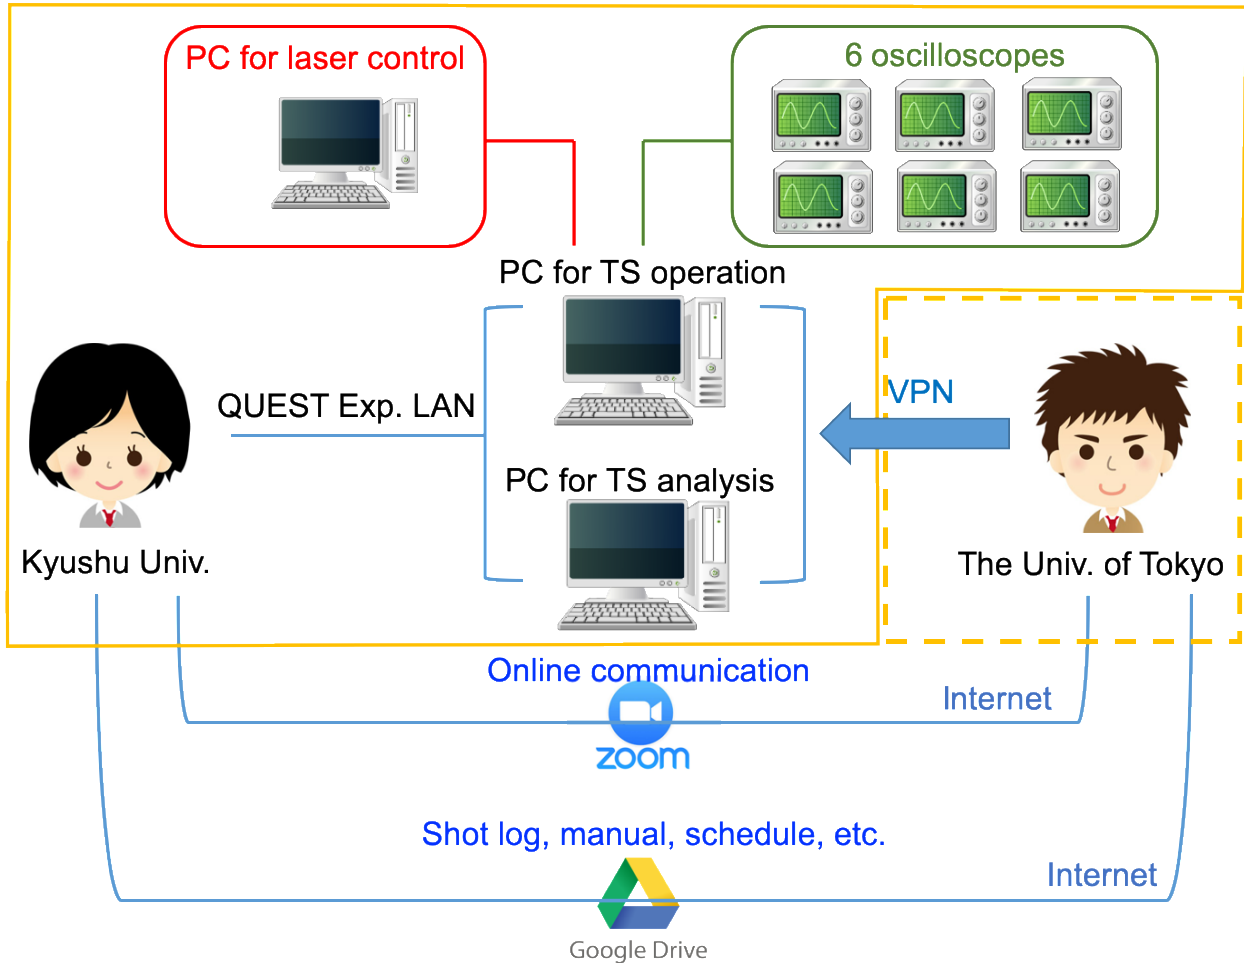 PC for laser control
6 oscilloscopes
PC for TS operation
QUEST Exp. LAN
VPN
PC for TS analysis
Kyushu Univ.
The Univ. of Tokyo
Online communication
Internet
zoom
Shot log, manual, schedule, etc.
Internet
Google Drive